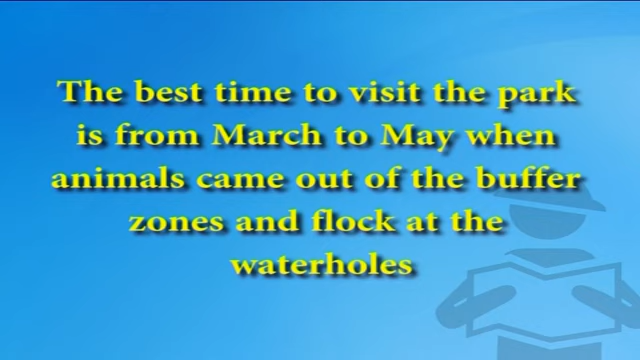 The best time to visit the park
is from March to May when
animals came out of the buffer
zones and flock at the
waterholes